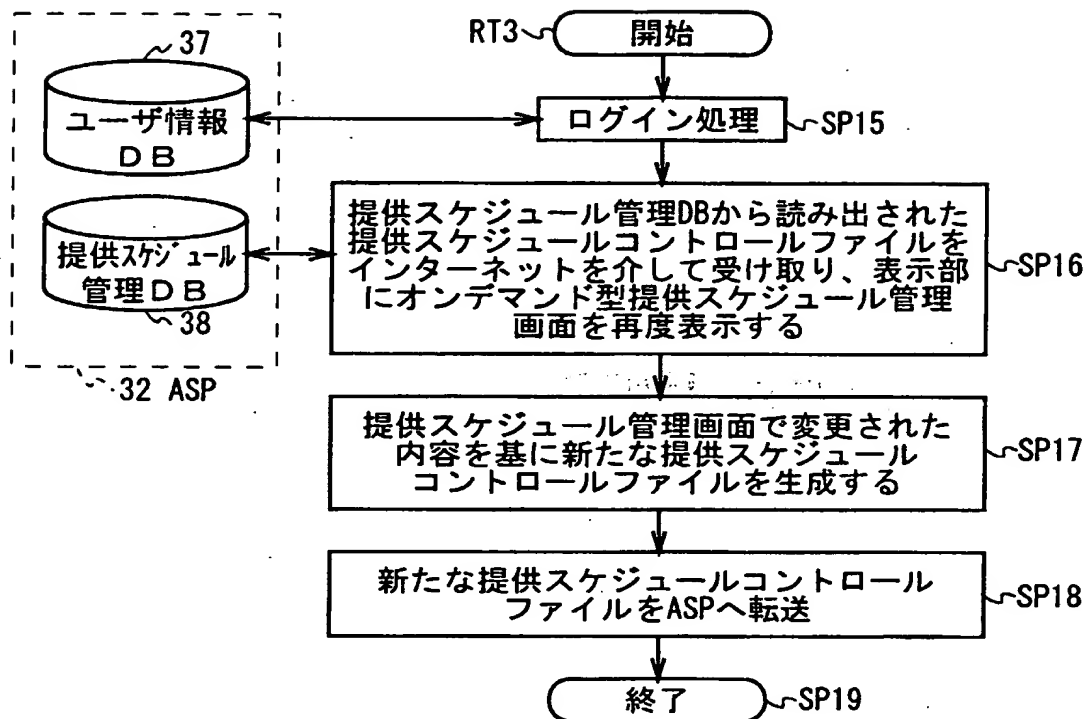 37
ユーザ情報
DB
提供スケジュール
管理DB
38
32 ASP
RT3
開始
ログイン処理
SP15
提供スケジュール管理DBから読み出された
提供スケジュールコントロールファイルを
インターネットを介して受け取り、表示部
にオンデマンド型提供スケジュール管理
画面を再度表示する
SP16
提供スケジュール管理画面で変更された
内容を基に新たな提供スケジュール
コントロールファイルを生成する
SP17
新たな提供スケジュールコントロール
ファイルをASPへ転送
SP18
終了
SP19